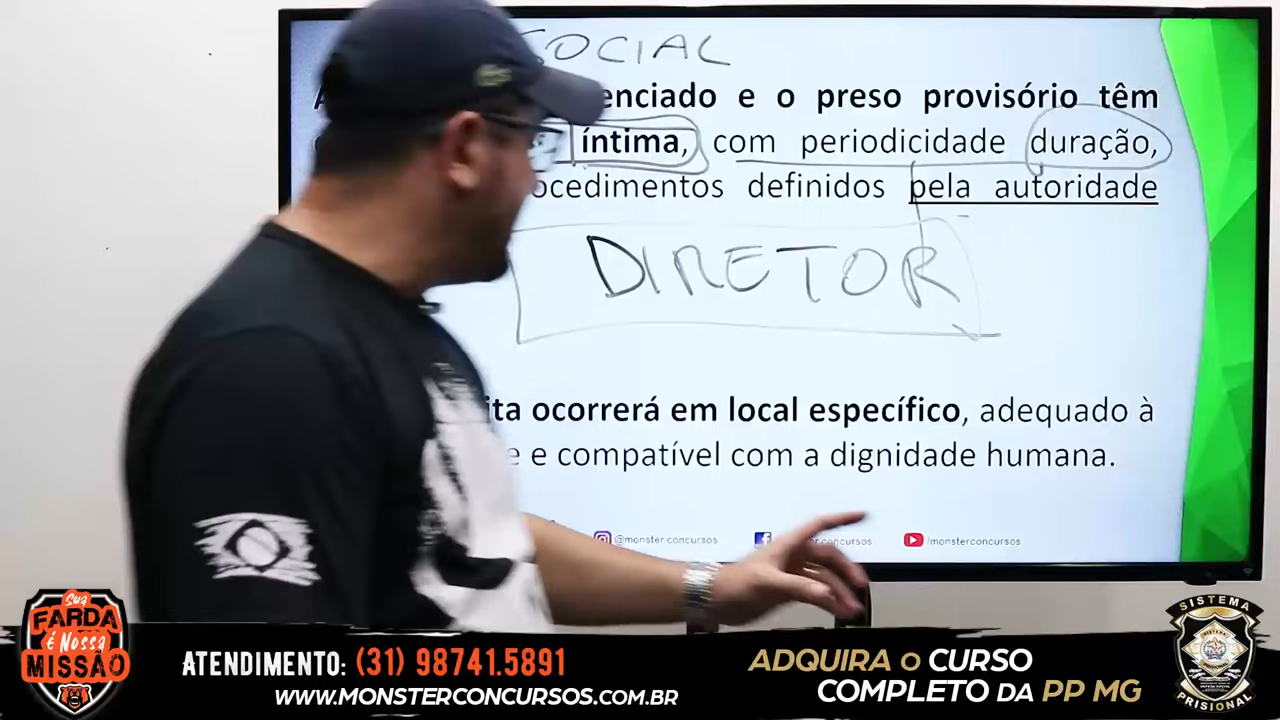 SOCIAL
enciado e o preso provisório têm
íntima, com periodicidade duração,
ocedimentos definidos pela autoridade
DIRETOR
ita ocorrerá em local específico, adequado à
e e compatível com a dignidade humana.
@monster.concursos
concursos
/monsterconcursos
Sua
FARDA
é Nossa
MISSÃO
ATENDIMENTO: (31) 98741.5891
WWW.MONSTERCONCURSOS.COM.BR
ADQUIRA O CURSO
COMPLETO DA PP MG
SISTEMA
PRISIONAL